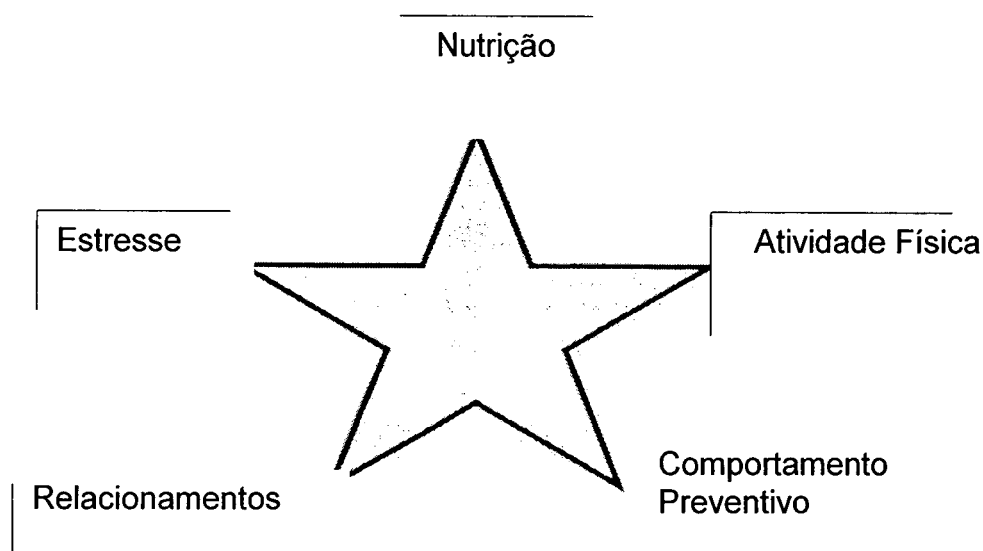 Nutrição
Estresse
Atividade Física
Relacionamentos
Comportamento
Preventivo